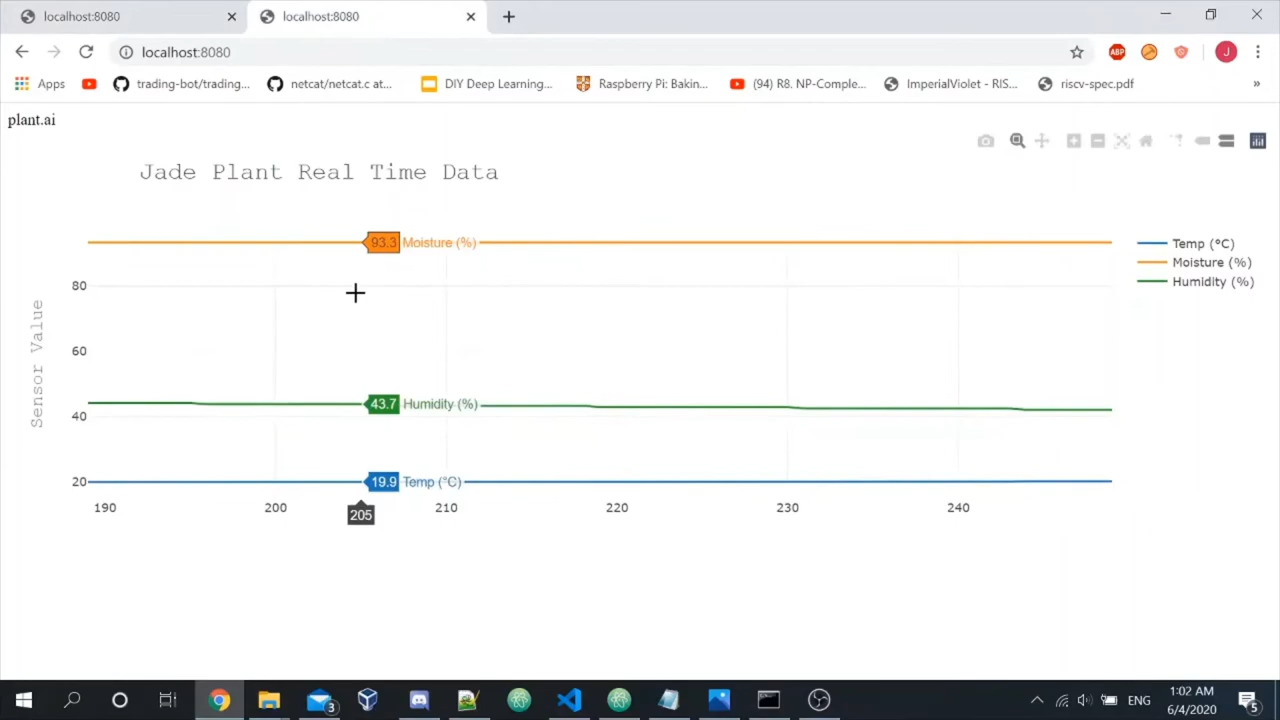 localhost:8080
localhost:8080
localhost:8080
ABP
J
Apps
trading-bot/trading...
netcat/netcat.c at...
DIY Deep Learning...
Raspberry Pi: Bakin...
(94) R8. NP-Comple...
ImperialViolet - RIS...
riscv-spec.pdf
»
plant.ai
Jade Plant Real Time Data
93.3 Moisture (%)
Temp (°C)
Moisture (%)
Humidity (%)
80
60
Sensor Value
43.7 Humidity (%)
40
19.9 Temp (°C)
20
190
200
205
210
220
230
240
3
ENG
1:02 AM
6/4/2020
5